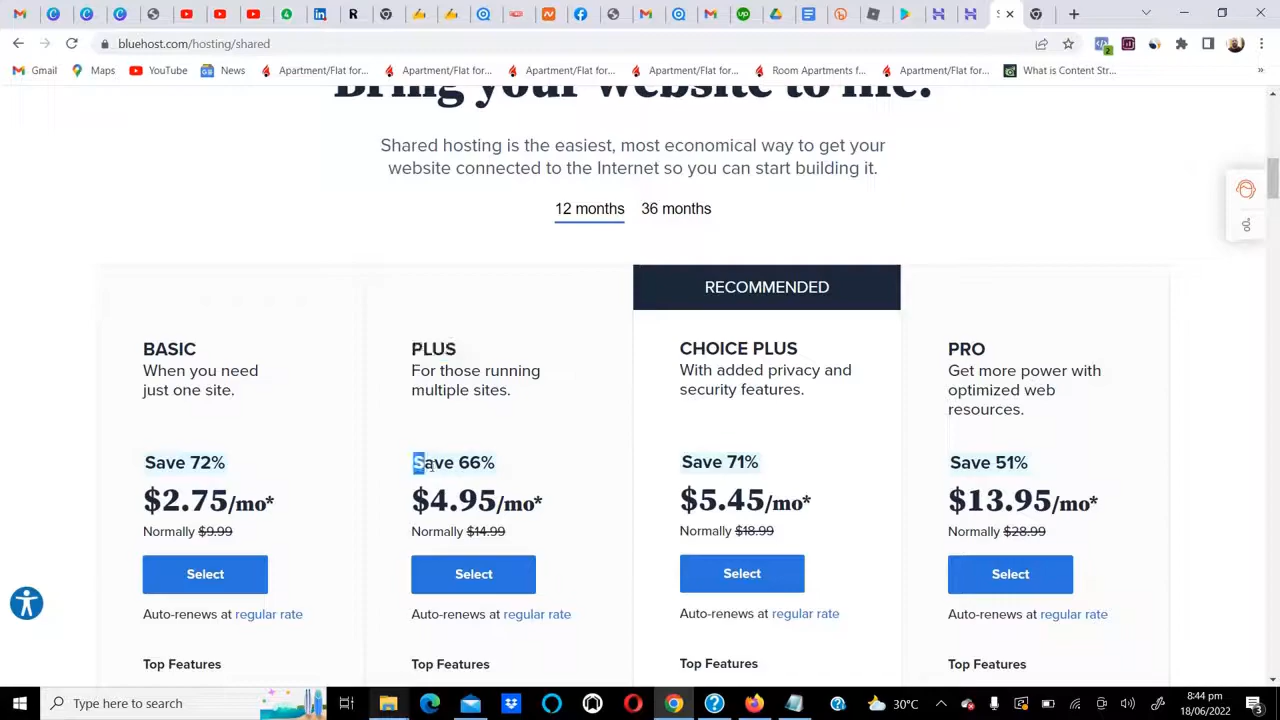 bluehost.com/hosting/shared
2
Gmail
Maps
YouTube
News
Apartment/Flat for...
Apartment/Flat for...
Apartment/Flat for...
Apartment/Flat for...
Room Apartments f...
Apartment/Flat for...
What is Content Str...
»
Bring your website to life.
Shared hosting is the easiest, most economical way to get your
website connected to the Internet so you can start building it.
12 months 36 months
RECOMMENDED
BASIC
When you need
just one site.
Save 72%
$2.75/mo*
Normally $9.99
Select
Auto-renews at regular rate
Top Features
PLUS
For those running
multiple sites.
Save 66%
$4.95/mo*
Normally $14.99
Select
Auto-renews at regular rate
Top Features
CHOICE PLUS
With added privacy and
security features.
Save 71%
$5.45/mo*
Normally $18.99
Select
Auto-renews at regular rate
Top Features
PRO
Get more power with
optimized web
resources.
Save 51%
$13.95/mo*
Normally $28.99
Select
Auto-renews at regular rate
Top Features
Type here to search
30°C
8:44 pm
18/06/2022
3